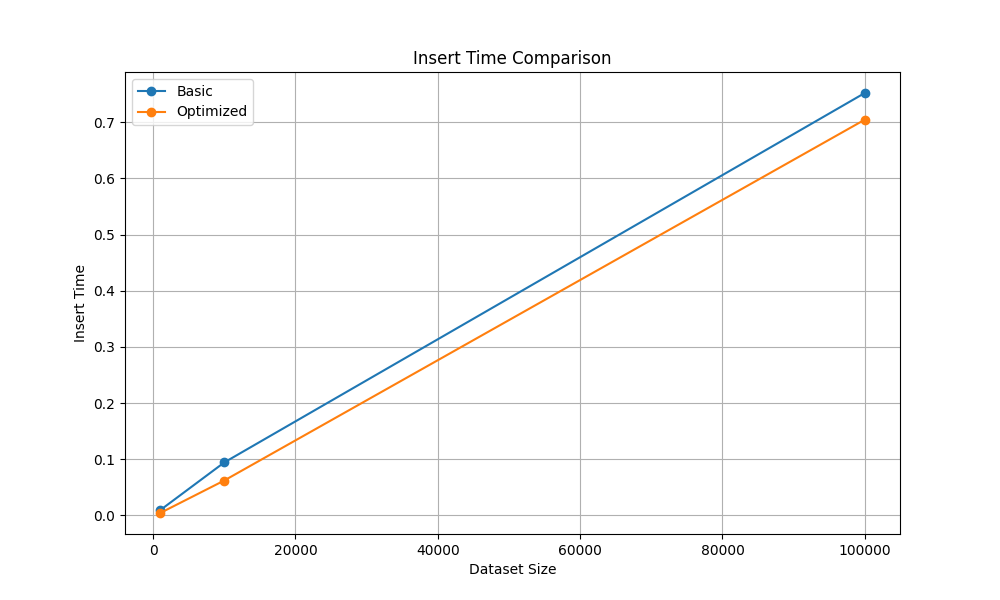 Insert Time Comparison
Basic
Optimized
Insert Time
0.7
0.6
0.5
0.4
0.3
0.2
0.1
0.0
0
20000
40000
60000
80000
100000
Dataset Size